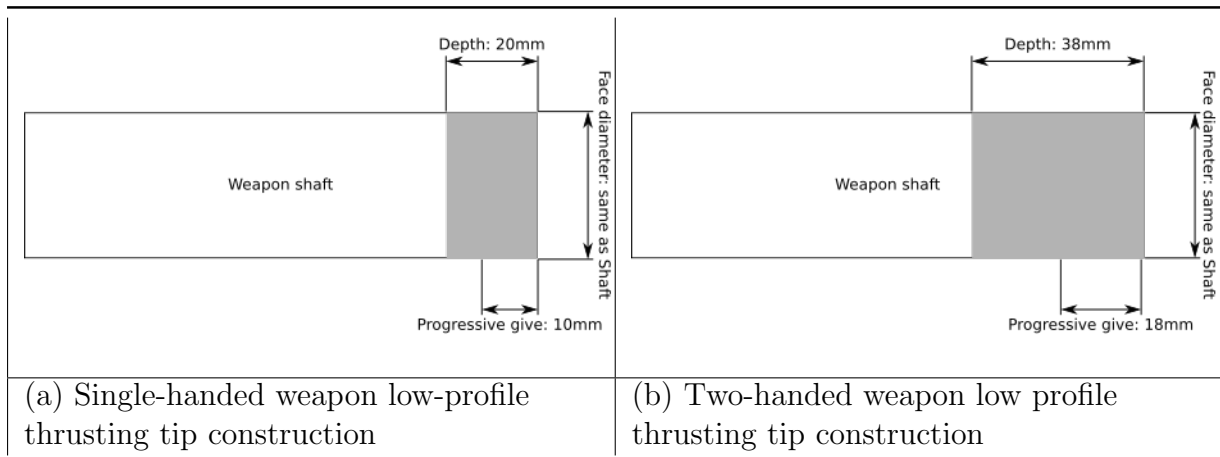 Depth: 20mm
Weapon shaft
Face diameter: same as Shaft
Progressive give: 10mm
(a) Single-handed weapon low-profile
thrusting tip construction
Depth: 38mm
Weapon shaft
Face diameter: same as Shaft
Progressive give: 18mm
(b) Two-handed weapon low profile
thrusting tip construction